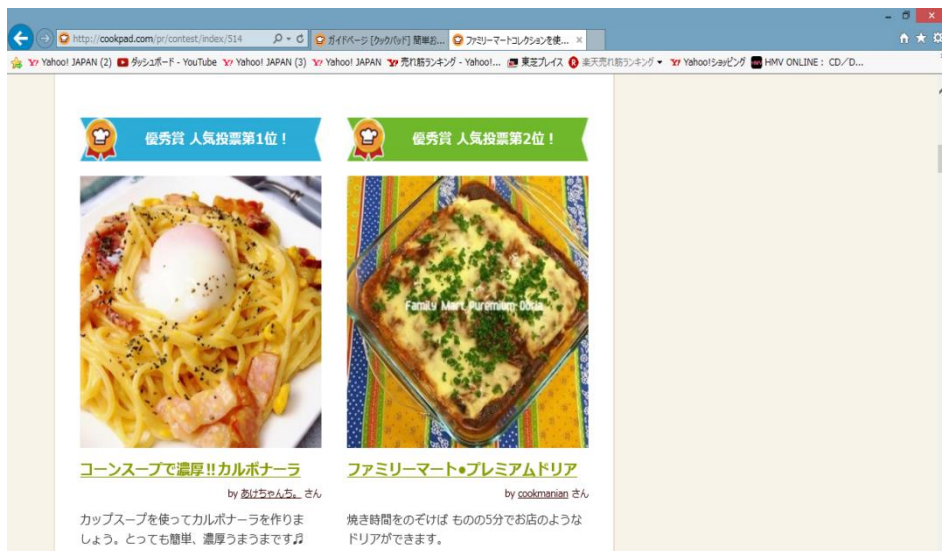 http://cookpad.com/pr/contest/index/514
ガイドページ [クックパッド] 簡単お...
ファミリーマートコレクションを使... ×
Yahoo! JAPAN (2) ダッシュボード - YouTube Yahoo! JAPAN (3) Yahoo! JAPAN 売れ筋ランキング - Yahoo!... 東芝プレイス 楽天売れ筋ランキング Yahoo!ショッピング HMV ONLINE： CD／D...
優秀賞 人気投票第1位！
優秀賞 人気投票第2位！
Family Mart Puremium Doria
コーンスープで濃厚!!カルボナーラ
by あけちゃんち。 さん
カップスープを使ってカルボナーラを作りま
しょう。とっても簡単、濃厚うまうまです♬
ファミリーマート●プレミアムドリア
by cookmanian さん
焼き時間をのぞけば ものの5分でお店のような
ドリアができます。